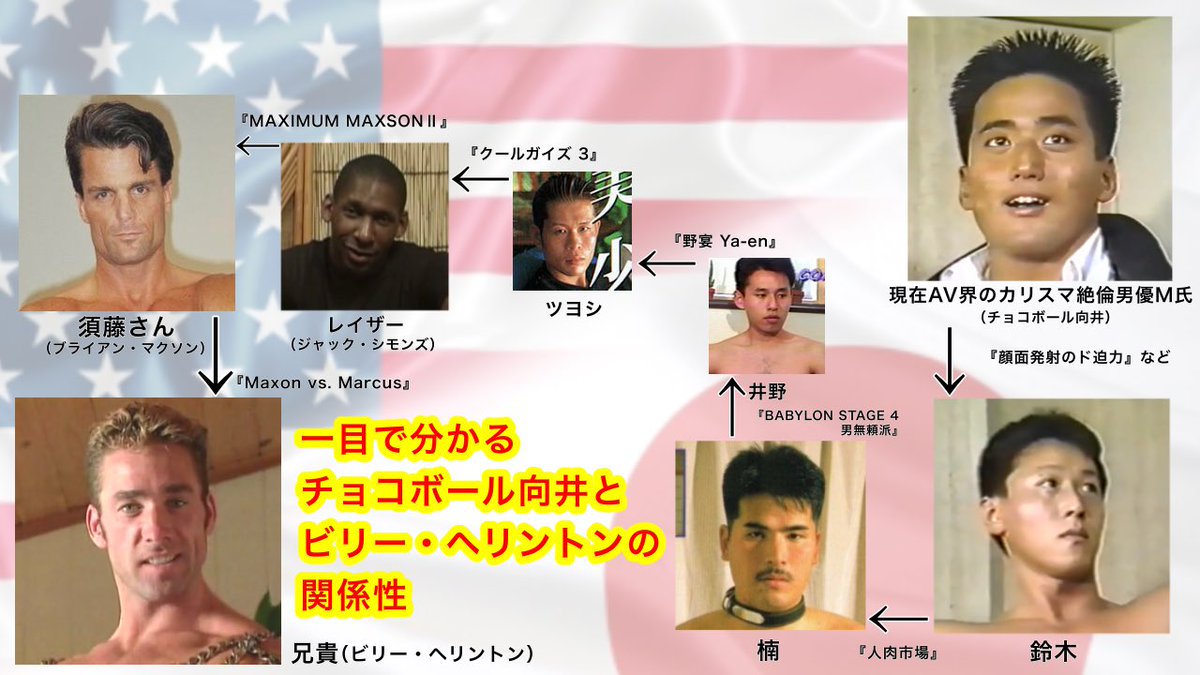 『MAXIMUM MAXSONⅡ』
『クールガイズ 3』
美少
『野宴 Ya-en』
須藤さん
（ブライアン・マクソン）
レイザー
（ジャック・シモンズ）
ツヨシ
現在AV界のカリスマ絶倫男優M氏
（チョコボール向井）
『顔面発射のド迫力』など
『Maxon vs. Marcus』
井野
『BABYLON STAGE 4
男無頼派』
一目で分かる
チョコボール向井と
ビリー・ヘリントンの
関係性
兄貴（ビリー・ヘリントン）
楠
『人肉市場』
鈴木